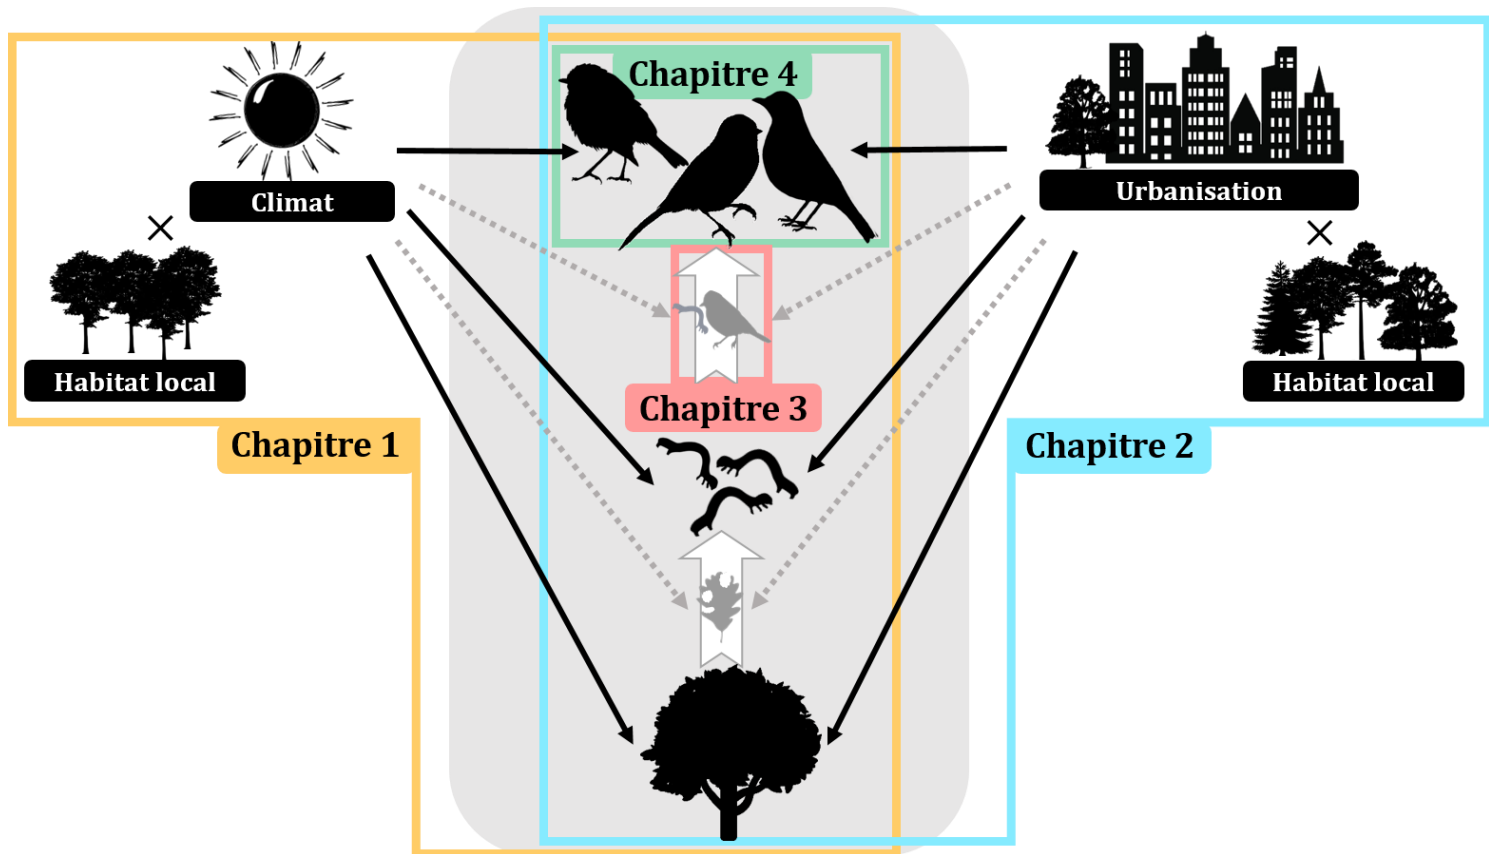 Chapitre 4
Climat
Urbanisation
×
×
Habitat local
Habitat local
Chapitre 3
Chapitre 1
Chapitre 2